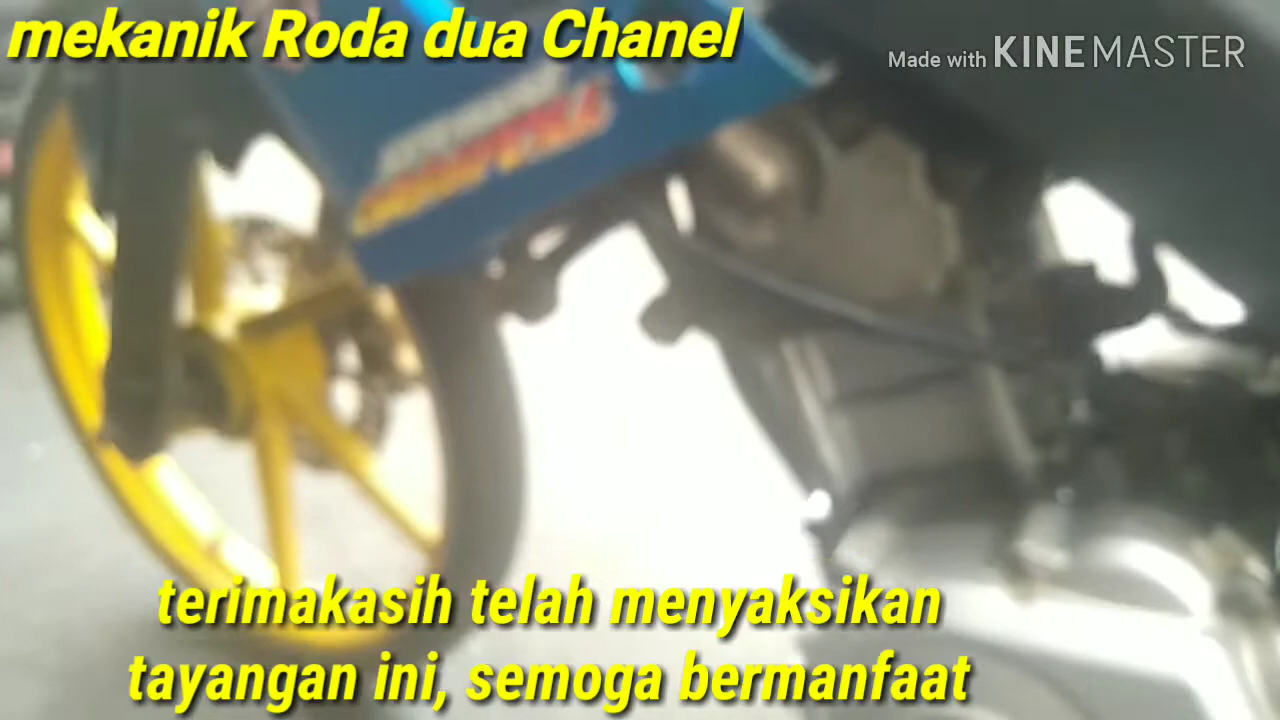 mekanik Roda dua Chanel
Made with KINEMASTER
terimakasih telah menyaksikan
tayangan ini, semoga bermanfaat